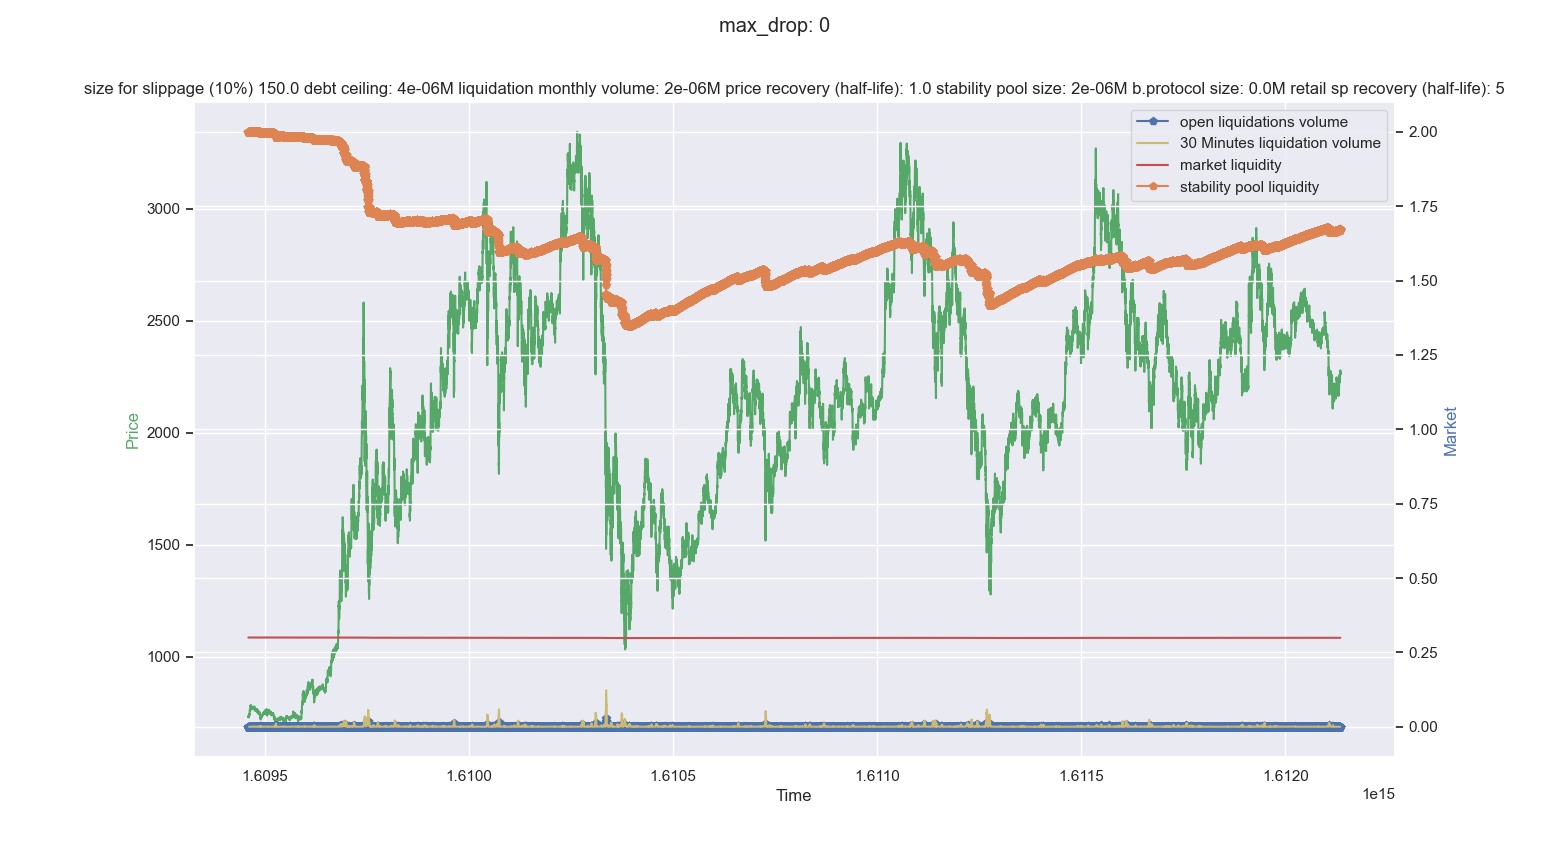 max_drop: 0
size for slippage (10%) 150.0 debt ceiling: 4e-06M liquidation monthly volume: 2e-06M price recovery (half-life): 1.0 stability pool size: 2e-06M b.protocol size: 0.0M retail sp recovery (half-life): 5
open liquidations volume
30 Minutes liquidation volume
market liquidity
stability pool liquidity
3000
2500
2000
1500
1000
Price
2.00
1.75
1.50
1.25
1.00
0.75
0.50
0.25
0.00
Market
1.6095 1.6100 1.6105 1.6110 1.6115 1.6120
Time
1e15